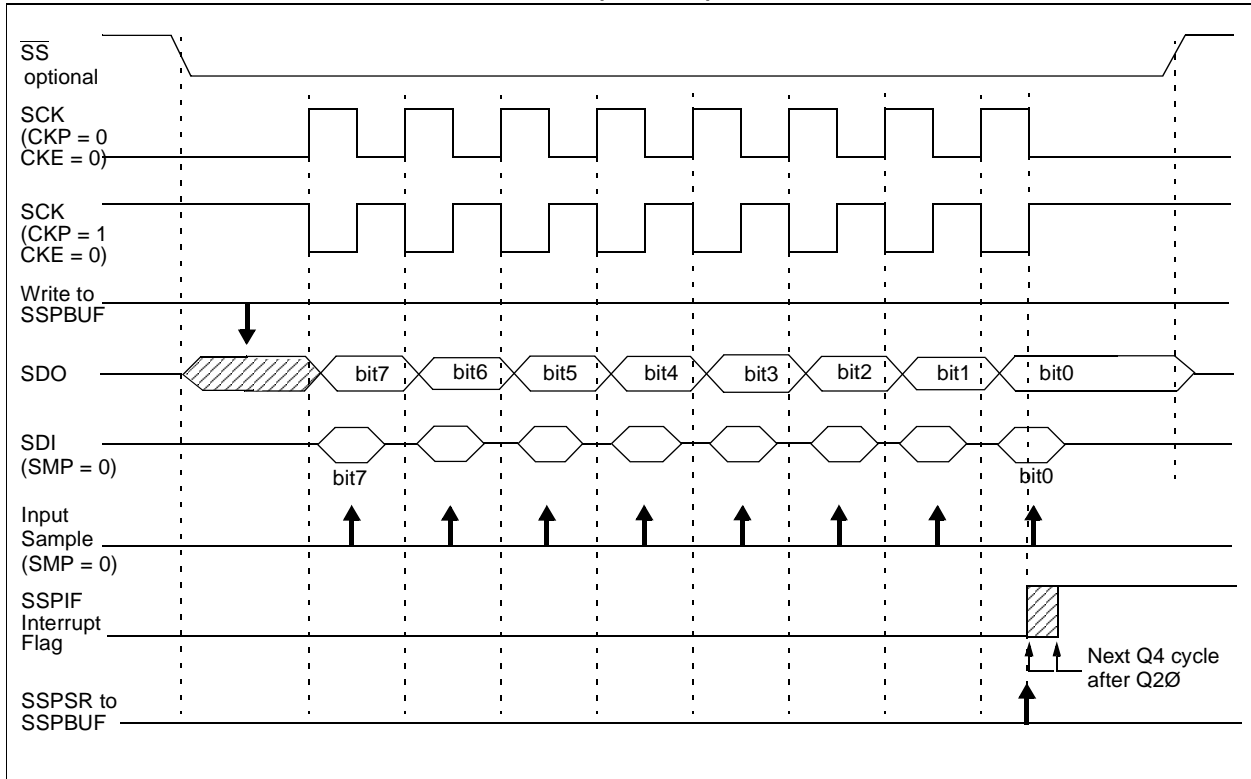 SS
optional
SCK
(CKP = 0
CKE = 0)
SCK
(CKP = 1
CKE = 0)
Write to
SSPBUF
SDO
bit7 bit6 bit5 bit4 bit3 bit2 bit1 bit0
SDI
(SMP = 0)
bit7 bit0
Input
Sample
(SMP = 0)
SSPIF
Interrupt
Flag
Next Q4 cycle
after Q2Ø
SSPSR to
SSPBUF